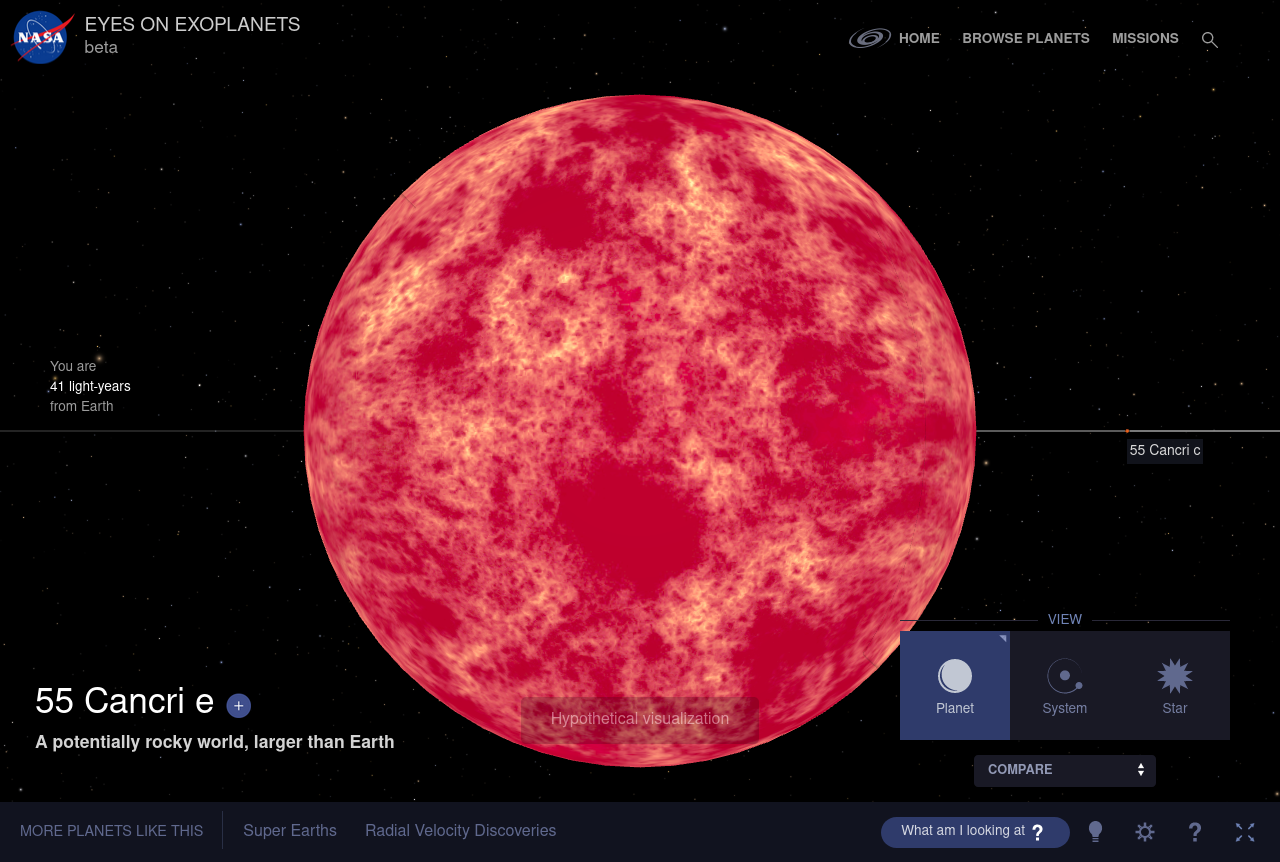 NASA
EYES ON EXOPLANETS
beta
HOME
BROWSE PLANETS
MISSIONS
You are
41 light-years
from Earth
55 Cancri c
VIEW
Planet
System
Star
55 Cancri e +
A potentially rocky world, larger than Earth
Hypothetical visualization
COMPARE
MORE PLANETS LIKE THIS
Super Earths
Radial Velocity Discoveries
What am I looking at ?
?